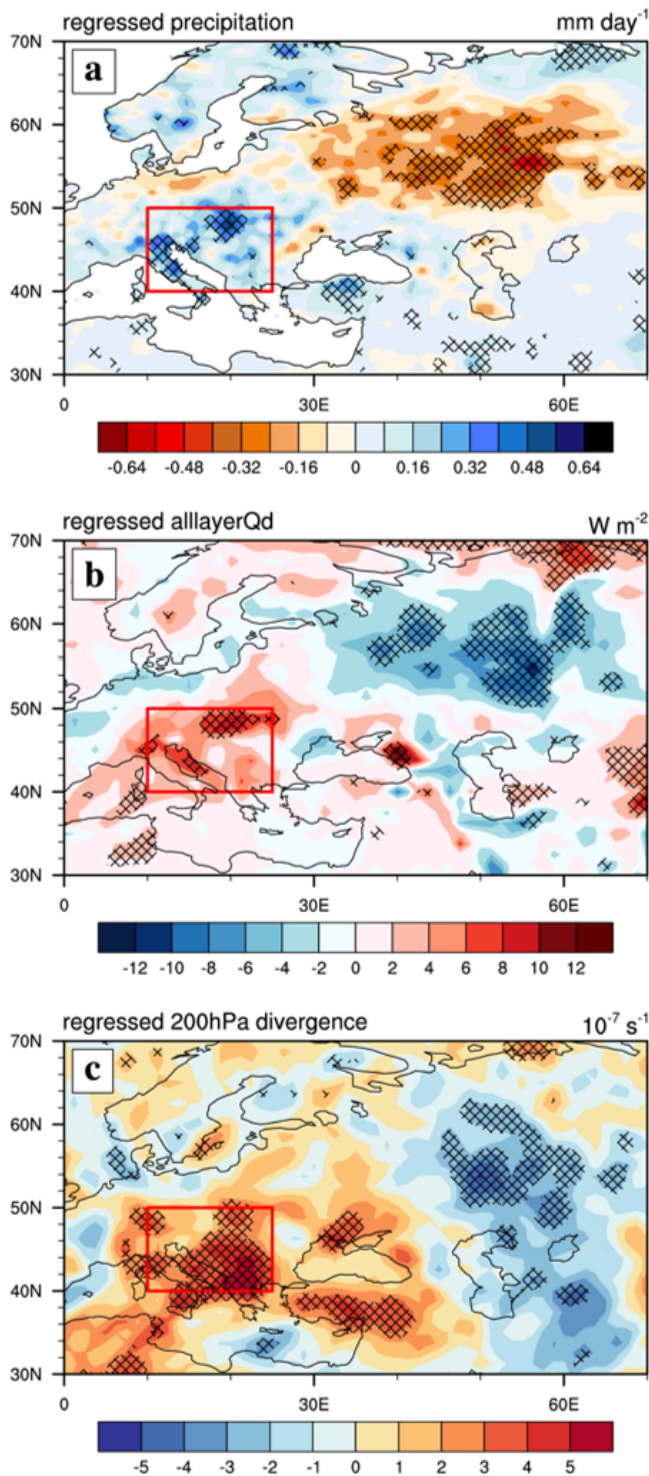 regressed precipitation mm day-1
a
70N
60N
50N
40N
30N
0 30E 60E
-0.64 -0.48 -0.32 -0.16 0 0.16 0.32 0.48 0.64
regressed alllayerQd W m-2
b
70N
60N
50N
40N
30N
0 30E 60E
-12 -10 -8 -6 -4 -2 0 2 4 6 8 10 12
regressed 200hPa divergence 10-7 s-1
c
70N
60N
50N
40N
30N
0 30E 60E
-5 -4 -3 -2 -1 0 1 2 3 4 5